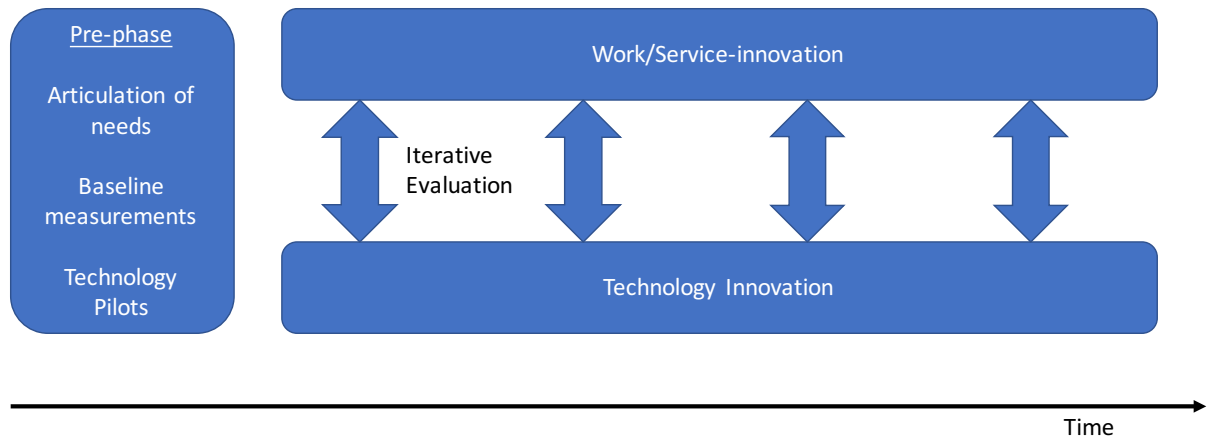 Pre-phase
Articulation of
needs
Baseline
measurements
Technology
Pilots
Work/Service-innovation
Iterative
Evaluation
Technology Innovation
Time